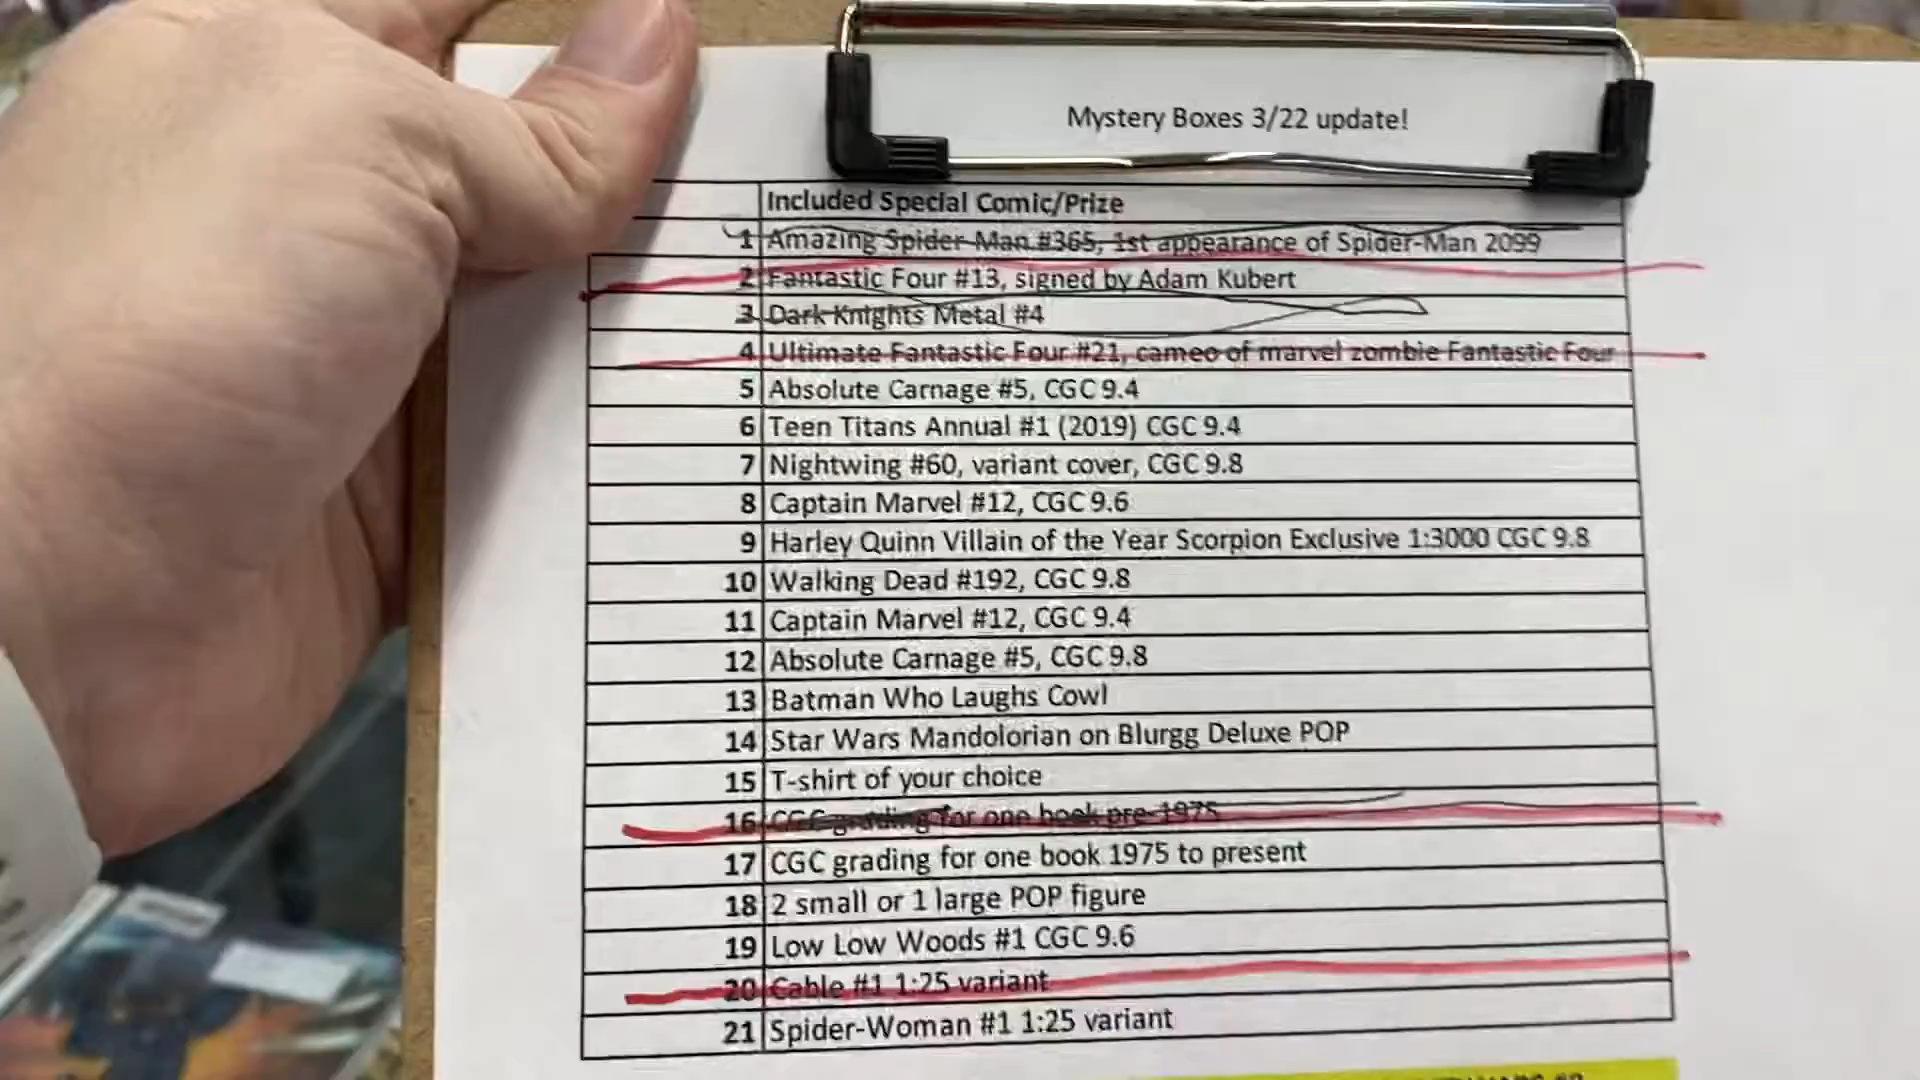 Mystery Boxes 3/22 update!
Included Special Comic/Prize
1 Amazing Spider-Man #365, 1st appearance of Spider-Man 2099
2 Fantastic Four #13, signed by Adam Kubert
3 Dark Knights Metal #4
4 Ultimate Fantastic Four #21, cameo of marvel zombie Fantastic Four
5 Absolute Carnage #5, CGC 9.4
6 Teen Titans Annual #1 (2019) CGC 9.4
7 Nightwing #60, variant cover, CGC 9.8
8 Captain Marvel #12, CGC 9.6
9 Harley Quinn Villain of the Year Scorpion Exclusive 1:3000 CGC 9.8
10 Walking Dead #192, CGC 9.8
11 Captain Marvel #12, CGC 9.4
12 Absolute Carnage #5, CGC 9.8
13 Batman Who Laughs Cowl
14 Star Wars Mandolorian on Blurgg Deluxe POP
15 T-shirt of your choice
16 CGC grading for one book pre-1975
17 CGC grading for one book 1975 to present
18 2 small or 1 large POP figure
19 Low Low Woods #1 CGC 9.6
20 Cable #1 1:25 variant
21 Spider-Woman #1 1:25 variant